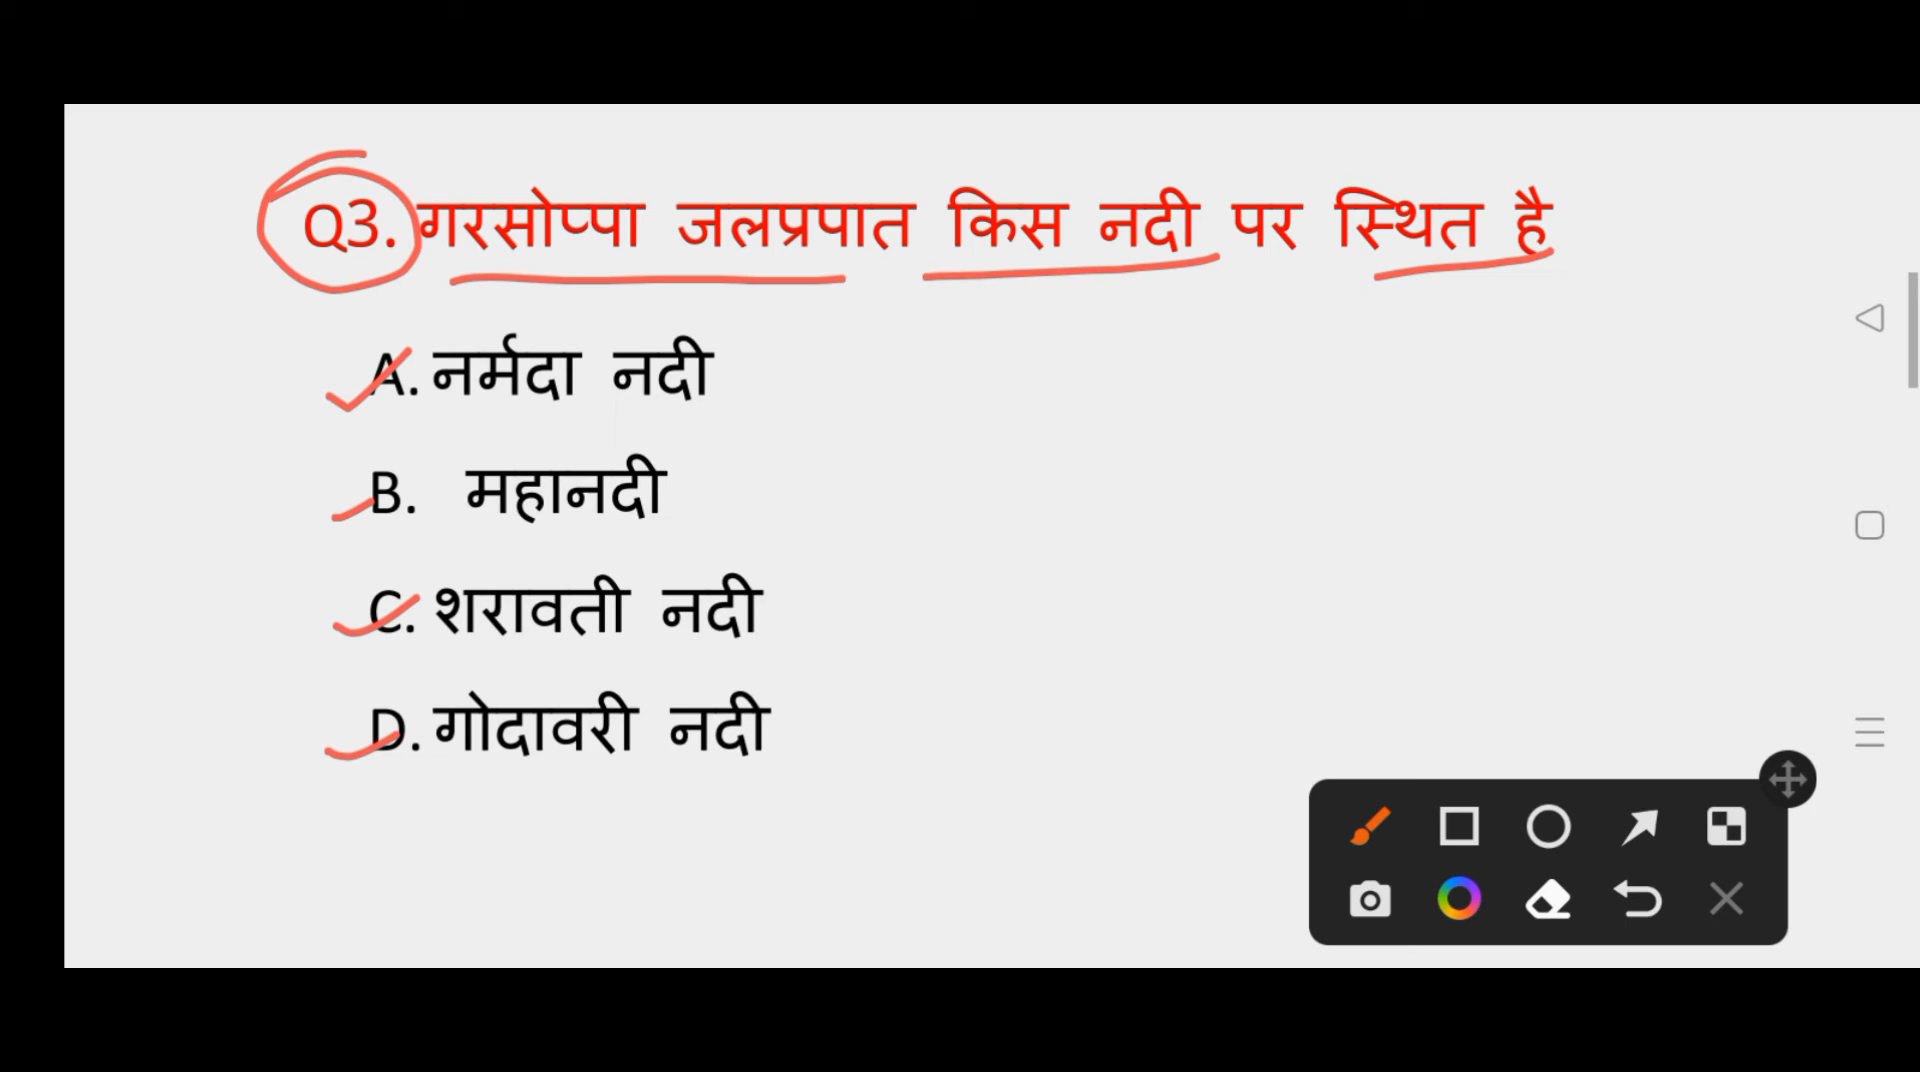 Q3. गरसोप्पा जलप्रपात किस नदी पर स्थित है
A. नर्मदा नदी
B. महानदी
C. शरावती नदी
D. गोदावरी नदी